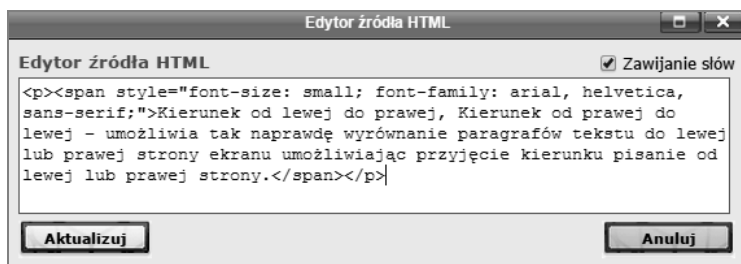 Edytor źródła HTML
Edytor źródła HTML Zawijanie słów
<p><span style="font-size: small; font-family: arial, helvetica,
sans-serif;">Kierunek od lewej do prawej, Kierunek od prawej do
lewej – umożliwia tak naprawdę wyrównanie paragrafów tekstu do lewej
lub prawej strony ekranu umożliwiając przyjęcie kierunku pisanie od
lewej lub prawej strony.</span></p>
Aktualizuj Anuluj